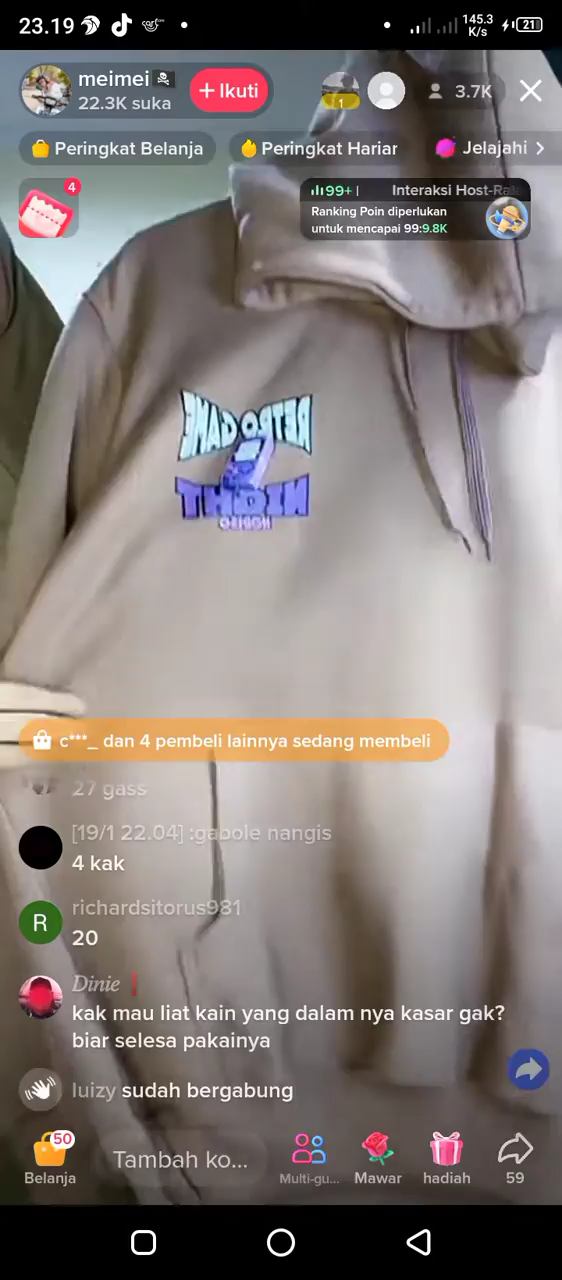 23.19
145.3
K/s
21
meimei
22.3K suka
+ Ikuti
1
3.7K
Peringkat Belanja
Peringkat Harian
Jelajahi
4
99+ |
Interaksi Host-Ra
Ranking Poin diperlukan
untuk mencapai 99:9.8K
RETRO GAME
NIGHT
c***_ dan 4 pembeli lainnya sedang membeli
27 gass
[19/1 22.04] :gabole nangis
4 kak
R
richardsitorus981
20
Dinie
kak mau liat kain yang dalam nya kasar gak?
biar selesa pakainya
luizy sudah bergabung
50
Belanja
Tambah ko...
Multi-gu...
Mawar
hadiah
59